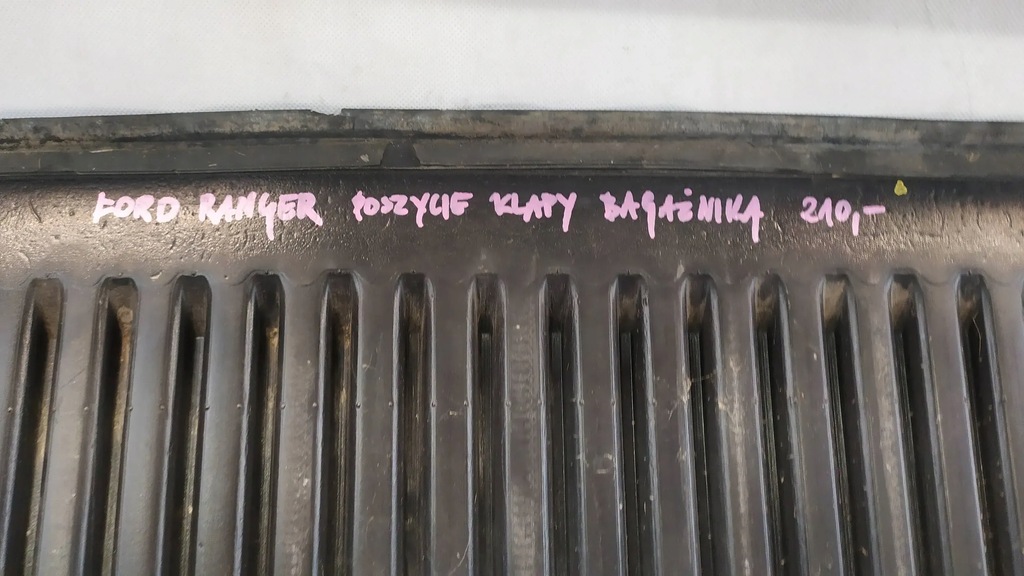 FORD RANGER POSZYCIE KLAPY BAGAŻNIKA 210,-